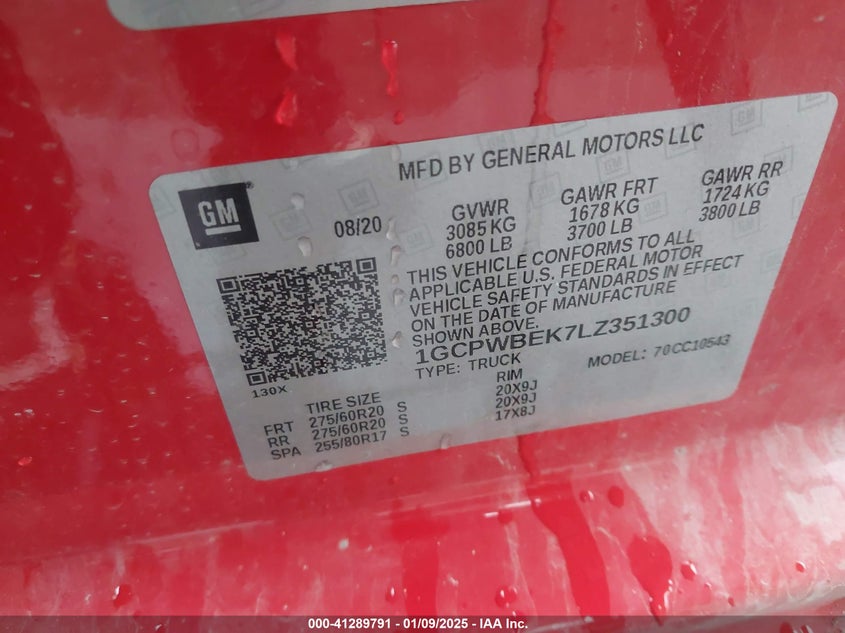 MFD BY GENERAL MOTORS LLC
GM
08/20
GVWR GAWR FRT GAWR RR
3085 KG 1678 KG 1724 KG
6800 LB 3700 LB 3800 LB
THIS VEHICLE CONFORMS TO ALL
APPLICABLE U.S. FEDERAL MOTOR
VEHICLE SAFETY STANDARDS IN EFFECT
ON THE DATE OF MANUFACTURE
SHOWN ABOVE.
1GCPWBEK7LZ351300
TYPE: TRUCK MODEL: 70CC10543
130X
TIRE SIZE RIM
FRT 275/60R20 S 20X9J
RR 275/60R20 S 20X9J
SPA 255/80R17 S 17X8J
000-41289791 - 01/09/2025 - IAA Inc.